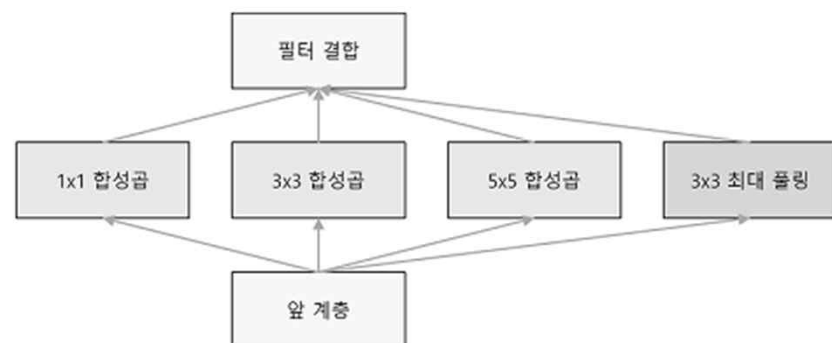 필터 결합
1x1 합성곱
3x3 합성곱
5x5 합성곱
3x3 최대 풀링
앞 계층